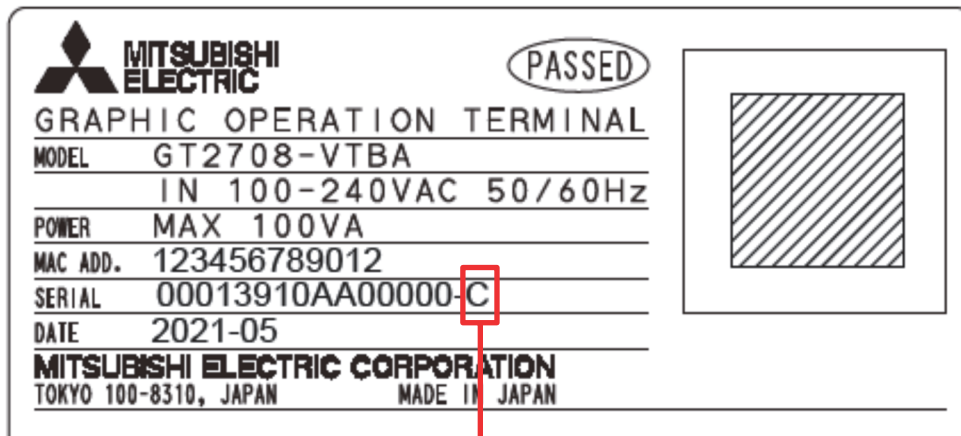 MITSUBISHI
ELECTRIC
PASSED
GRAPHIC OPERATION TERMINAL
MODEL GT2708-VTBA
IN 100-240VAC 50/60Hz
POWER MAX 100VA
MAC ADD. 123456789012
SERIAL 00013910AA00000-C
DATE 2021-05
MITSUBISHI ELECTRIC CORPORATION
TOKYO 100-8310, JAPAN MADE IN JAPAN